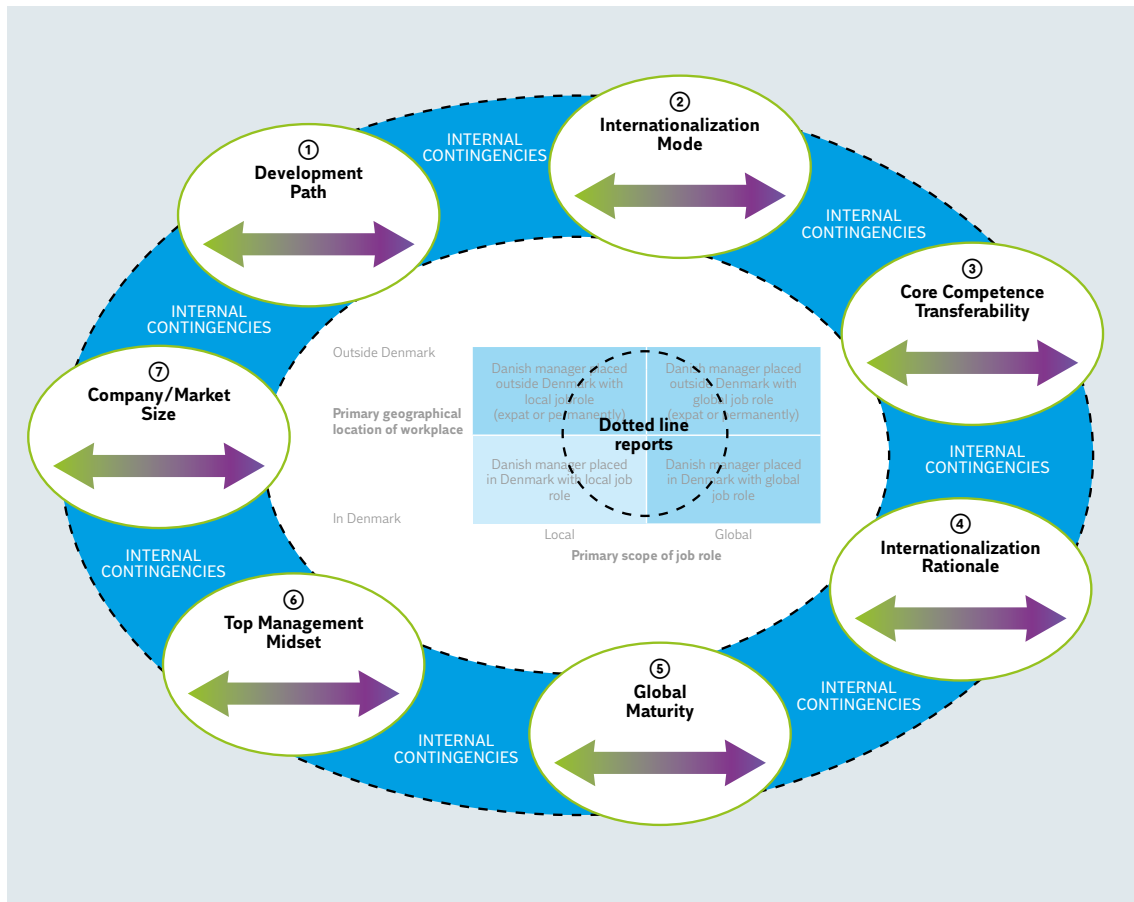 ①
Development
Path
②
Internationalization
Mode
③
Core Competence
Transferability
④
Internationalization
Rationale
⑤
Global
Maturity
⑥
Top Management
Midset
⑦
Company/Market
Size
INTERNAL
CONTINGENCIES
INTERNAL
CONTINGENCIES
INTERNAL
CONTINGENCIES
INTERNAL
CONTINGENCIES
INTERNAL
CONTINGENCIES
INTERNAL
CONTINGENCIES
INTERNAL
CONTINGENCIES
Outside Denmark
Primary geographical
location of workplace
In Denmark
Danish manager placed
outside Denmark with
local job role
(expat or permanently)
Danish manager placed
outside Denmark with
global job role
(expat or permanently)
Dotted line
reports
Danish manager placed
in Denmark with local job
role
Danish manager placed
in Denmark with global
job role
Local
Global
Primary scope of job role